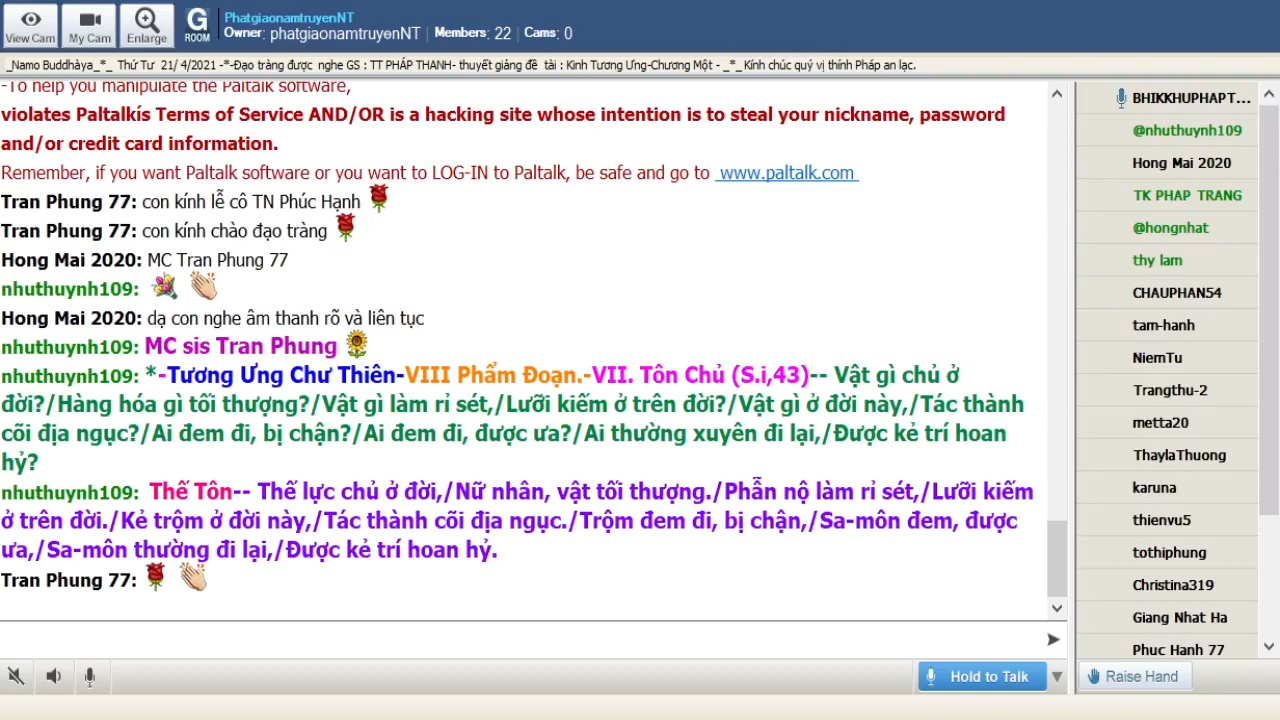 View Cam
My Cam
Enlarge
G
ROOM
PhatgiaonamtruyenNT
Owner: phatgiaonamtruyenNT | Members: 22 | Cams: 0
_Namo Buddhàya_*_ Thứ Tư 21/ 4/2021 -*-Đạo tràng được nghe GS : TT PHÁP THANH- thuyết giảng đề tài : Kinh Tương Ưng-Chương Một - _*_ Kính chúc quý vị thính Pháp an lạc.
-To help you manipulate the Paltalk software,
violates Paltalkís Terms of Service AND/OR is a hacking site whose intention is to steal your nickname, password
and/or credit card information.
Remember, if you want Paltalk software or you want to LOG-IN to Paltalk, be safe and go to www.paltalk.com
Tran Phung 77: con kính lễ cô TN Phúc Hạnh
Tran Phung 77: con kính chào đạo tràng
Hong Mai 2020: MC Tran Phung 77
nhuthuynh109:
Hong Mai 2020: dạ con nghe âm thanh rõ và liên tục
nhuthuynh109: MC sis Tran Phung
nhuthuynh109: *-Tương Ưng Chư Thiên-VIII Phẩm Đoạn.-VII. Tôn Chủ (S.i,43)-- Vật gì chủ ở
đời?/Hàng hóa gì tối thượng?/Vật gì làm rỉ sét,/Lưỡi kiếm ở trên đời?/Vật gì ở đời này,/Tác thành
cõi địa ngục?/Ai đem đi, bị chận?/Ai đem đi, được ưa?/Ai thường xuyên đi lại,/Được kẻ trí hoan
hỷ?
nhuthuynh109: Thế Tôn-- Thế lực chủ ở đời,/Nữ nhân, vật tối thượng./Phẫn nộ làm rỉ sét,/Lưỡi kiếm
ở trên đời./Kẻ trộm ở đời này,/Tác thành cõi địa ngục./Trộm đem đi, bị chận,/Sa-môn đem, được
ưa,/Sa-môn thường đi lại,/Được kẻ trí hoan hỷ.
Tran Phung 77:
Hold to Talk
BHIKKHUPHAPT...
@nhuthuynh109
Hong Mai 2020
TK PHAP TRANG
@hongnhat
thy lam
CHAUPHAN54
tam-hanh
NiemTu
Trangthu-2
metta20
ThaylaThuong
karuna
thienvu5
tothiphung
Christina319
Giang Nhat Ha
Phuc Hanh 77
Raise Hand